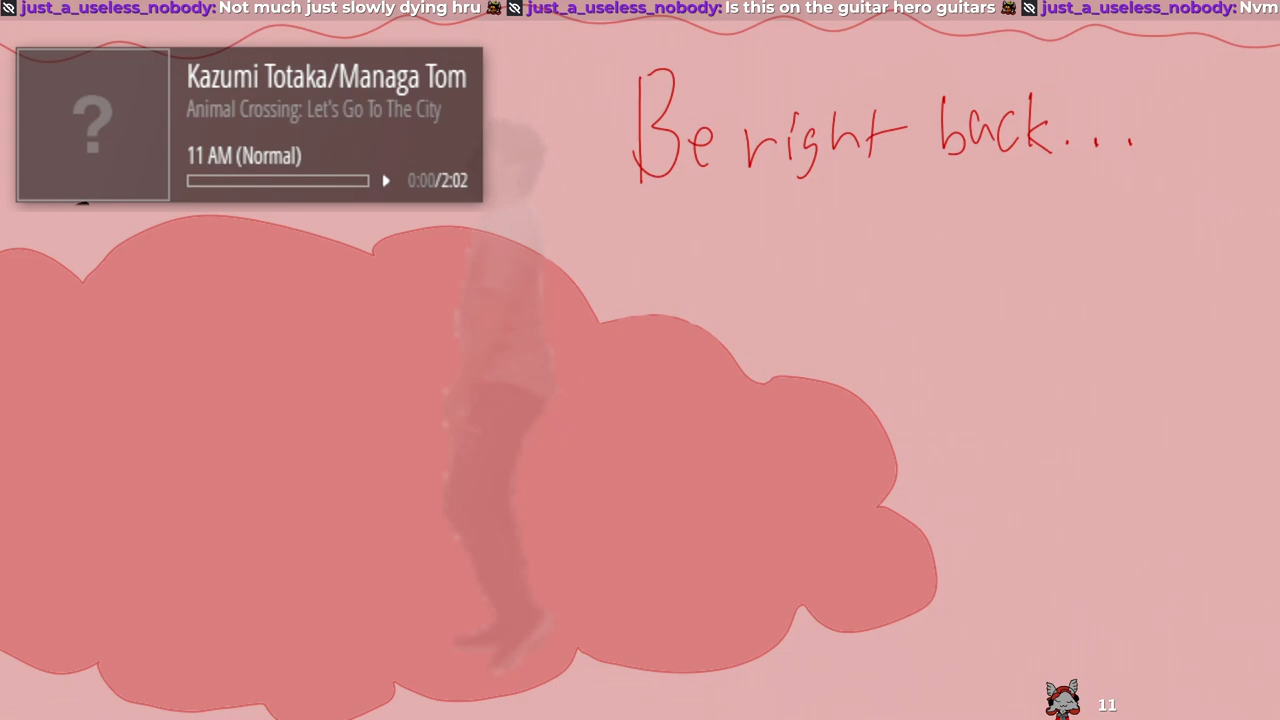 just_a_useless_nobody: Not much just slowly dying hru just_a_useless_nobody: Is this on the guitar hero guitars just_a_useless_nobody: Nvm
Kazumi Totaka/Managa Tom
Animal Crossing: Let's Go To The City
11 AM (Normal)
0:00/2:02
?
Be right back...
11